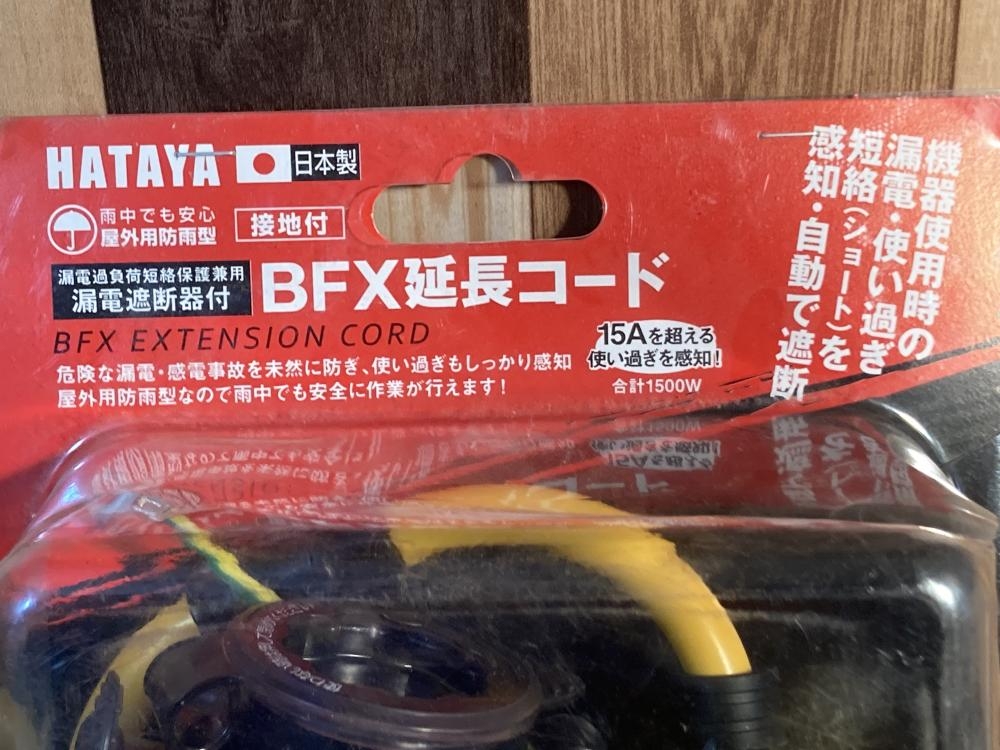 HATAYA
日本製
雨中でも安心
屋外用防雨型
接地付
漏電過負荷短絡保護兼用
漏電遮断器付
BFX延長コード
BFX EXTENSION CORD
危険な漏電・感電事故を未然に防ぎ、使い過ぎもしっかり感知
屋外用防雨型なので雨中でも安全に作業が行えます!
15Aを超える
使い過ぎを感知!
合計1500W
機器使用時の
漏電・使い過ぎ
短絡(ショート)を
感知・自動で遮断